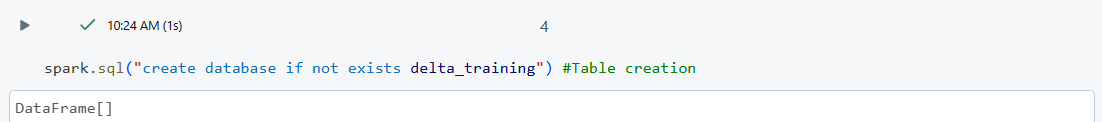 10:24 AM (1s)
4
spark.sql("create database if not exists delta_training") #Table creation
DataFrame[]